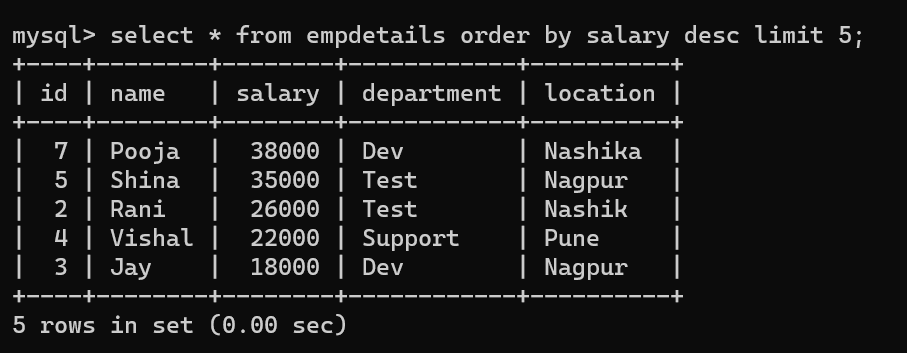 mysql> select * from empdetails order by salary desc limit 5;
+----+--------+--------+------------+----------+
| id | name   | salary | department | location |
+----+--------+--------+------------+----------+
|  7 | Pooja  |  38000 | Dev        | Nashika  |
|  5 | Shina  |  35000 | Test       | Nagpur   |
|  2 | Rani   |  26000 | Test       | Nashik   |
|  4 | Vishal |  22000 | Support    | Pune     |
|  3 | Jay    |  18000 | Dev        | Nagpur   |
+----+--------+--------+------------+----------+
5 rows in set (0.00 sec)